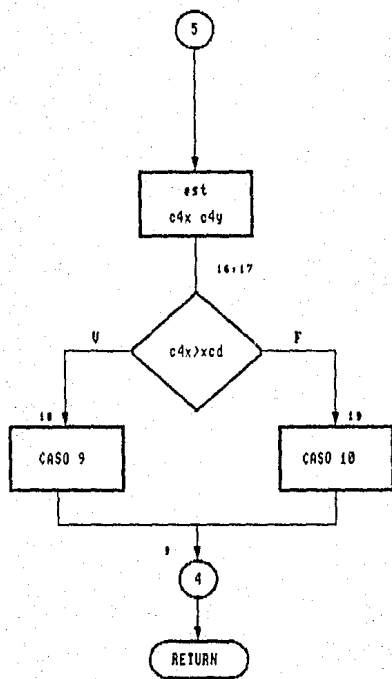 5
est
c4x c4y
16:17
c4x>xcd
V F
18 19
CASO 9 CASO 10
4
RETURN